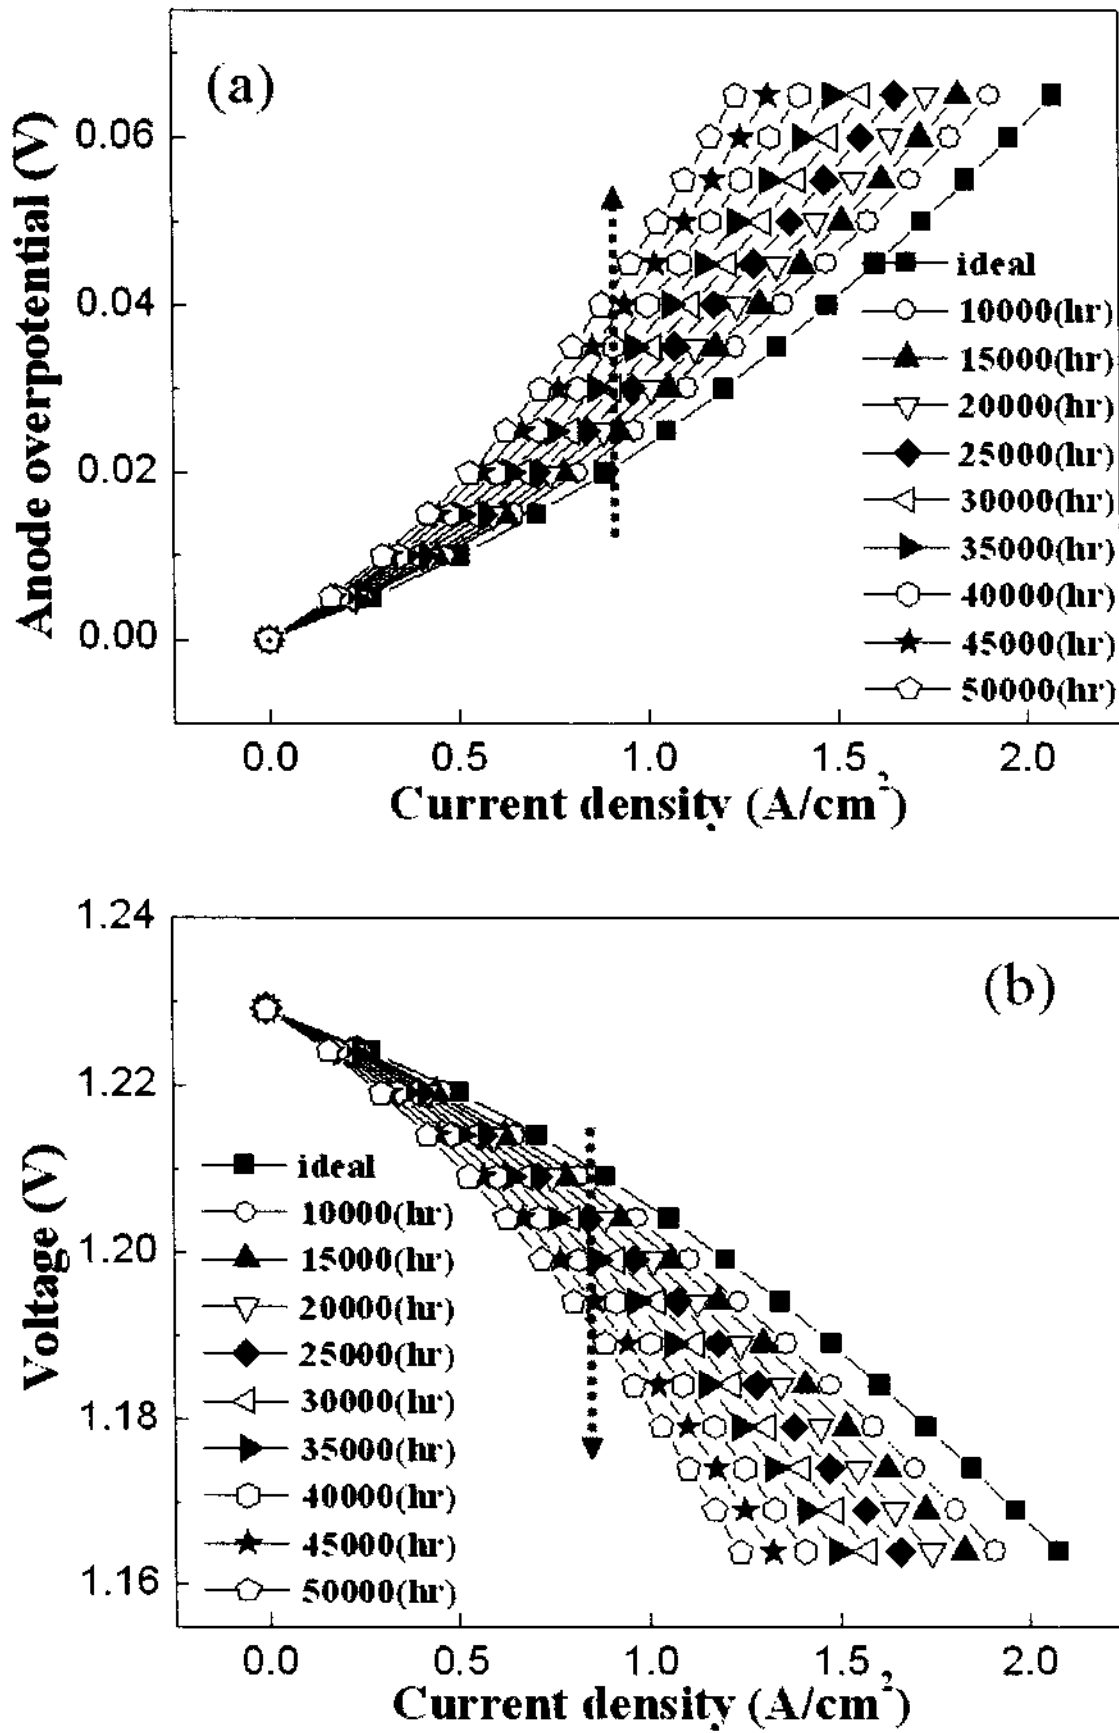 (a)
Anode overpotential (V)
0.06
0.04
0.02
0.00
ideal
10000(hr)
15000(hr)
20000(hr)
25000(hr)
30000(hr)
35000(hr)
40000(hr)
45000(hr)
50000(hr)
0.0 0.5 1.0 1.5 2.0
Current density (A/cm²)
(b)
Voltage (V)
1.24
1.22
1.20
1.18
1.16
ideal
10000(hr)
15000(hr)
20000(hr)
25000(hr)
30000(hr)
35000(hr)
40000(hr)
45000(hr)
50000(hr)
0.0 0.5 1.0 1.5 2.0
Current density (A/cm²)